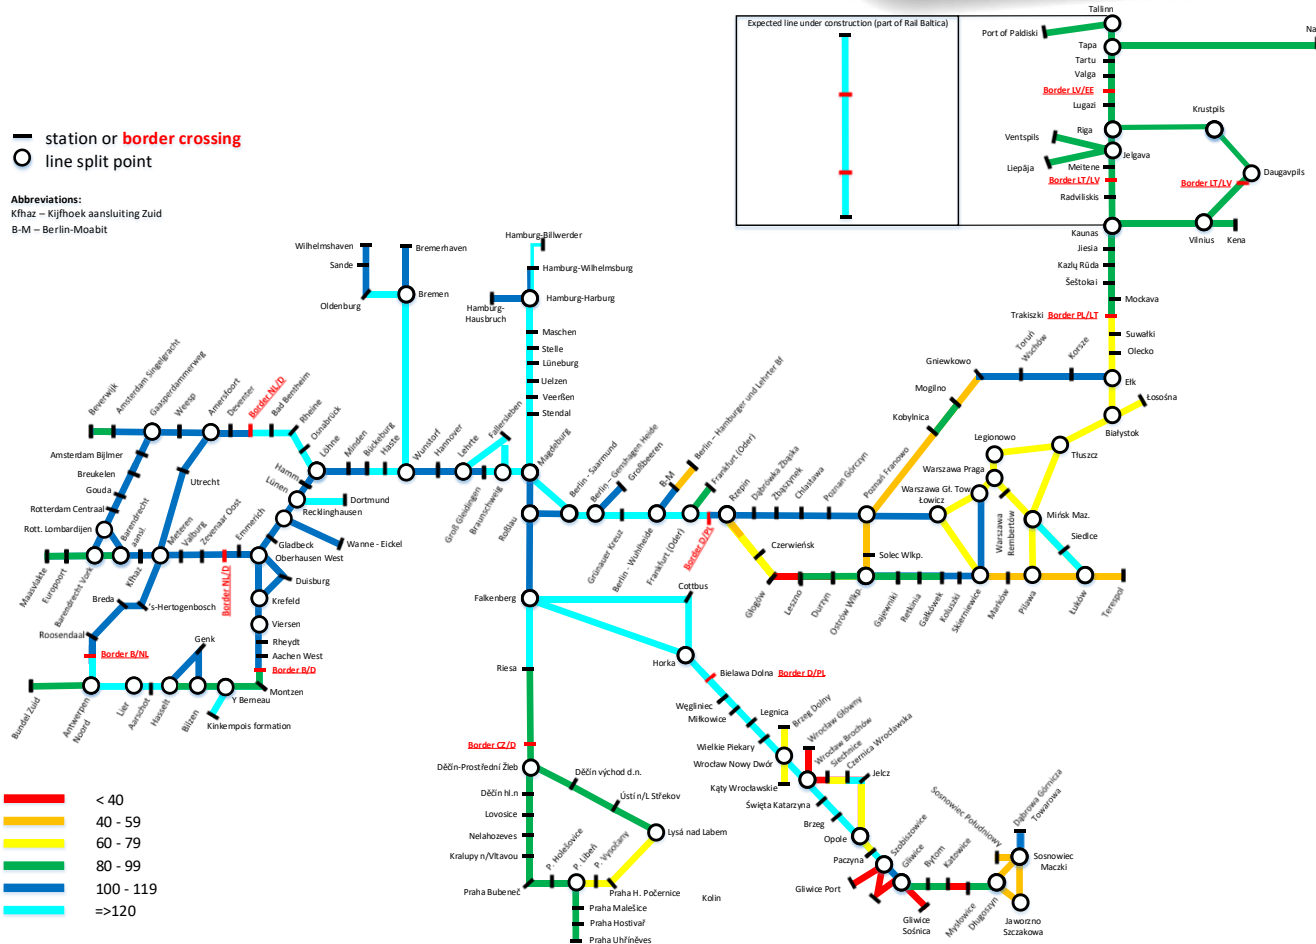 Expected line under construction (part of Rail Baltica)
Tallinn
Port of Paldiski
Tapa
Na
Tartu
Valga
Border LV/EE
Lugazi
Krustpils
Riga
Ventspils
Jelgava
Liepāja
Meitene
Daugavpils
Border LT/LV
Border LT/LV
Radviliskis
Kaunas
Vilnius
Kena
Jiesia
Kazlų Rūda
Šeštokai
Mockava
Trakiszki
Border PL/LT
Suwałki
Olecko
Ełk
Łosośna
Białystok
Korsze
Toruń
Wschów
Gniewkowo
Mogilno
Kobylnica
Legionowo
Tłuszcz
Warszawa Praga
Warszawa Gł. Tow.
Łowicz
Warszawa
Rembertów
Mińsk Maz.
Siedlce
station or border crossing
line split point
Abbreviations:
Kfhaz – Kijfhoek aansluiting Zuid
B-M – Berlin-Moabit
Wilhelmshaven
Sande
Oldenburg
Bremerhaven
Bremen
Hamburg-Billwerder
Hamburg-Wilhelmsburg
Hamburg-Harburg
Hamburg-
Hausbruch
Maschen
Stelle
Lüneburg
Uelzen
Veerßen
Stendal
Magdeburg
Beverwijk
Amsterdam Singelgracht
Gaasperdammerweg
Weesp
Amersfoort
Deventer
Border NL/D
Bad Bentheim
Rheine
Osnabrück
Löhne
Minden
Bückeburg
Haste
Wunstorf
Hannover
Lehrte
Fallersleben
Groß Gleidingen
Braunschweig
Amsterdam Bijlmer
Breukelen
Gouda
Rotterdam Centraal
Rott. Lombardijen
Barendrecht
aansl.
Utrecht
Meteren
Valburg
Zevenaar Oost
Emmerich
Hamm
Lünen
Dortmund
Recklinghausen
Gladbeck
Wanne - Eickel
Oberhausen West
Duisburg
Krefeld
Viersen
Rheydt
Aachen West
Border B/D
Montzen
Maasvlakte
Europoort
Barendrecht Vork
Kfhaz
Border NL/D
Breda
's-Hertogenbosch
Roosendaal
Border B/NL
Genk
Bundel Zuid
Antwerpen
Noord
Lier
Aarschot
Hasselt
Blizen
Y Berneau
Kinkempois formation
Roßlau
Berlin - Saarmund
Berlin – Genshagen Heide
Großbeeren
Grünauer Kreuz
Berlin - Wuhlheide
B-M
Berlin – Hamburger und Lehrter Bf
Frankfurt (Oder)
Frankfurt (Oder)
Border D/PL
Rzepin
Dąbrówka Zbąska
Zbąszynek
Chlastawa
Poznań Górczyn
Poznań Franowo
Czerwieńsk
Głogów
Leszno
Durzyn
Ostrów Wlkp.
Solec Wlkp.
Gajewniki
Retkinia
Gałkówek
Koluszki
Skierniewice
Marków
Pilawa
Łuków
Terespol
Falkenberg
Cottbus
Horka
Bielawa Dolna
Border D/PL
Węgliniec
Miłkowice
Legnica
Brzeg Dolny
Wielkie Piekary
Wrocław Nowy Dwór
Kąty Wrocławskie
Wrocław Główny
Wrocław Brochów
Siechnice
Czernica Wrocławska
Jelcz
Święta Katarzyna
Brzeg
Opole
Paczyna
Szobiszowice
Gliwice
Bytom
Katowice
Gliwice Port
Gliwice
Sośnica
Mysłowice
Długoszyn
Sosnowiec Południowy
Dąbrowa Górnicza
Towarowa
Sosnowiec
Maczki
Jaworzno
Szczakowa
Riesa
Border CZ/D
Děčín-Prostřední Žleb
Děčín východ d.n.
Ústí n/L Střekov
Děčín hl.n
Lovosice
Nelahozeves
Kralupy n/Vltavou
Lysá nad Labem
Praha Bubeneč
P. Holešovice
P. Libeň
P. Vysočany
Praha H. Počernice
Kolin
Praha Malešice
Praha Hostivař
Praha Uhříněves
< 40
40 - 59
60 - 79
80 - 99
100 - 119
=>120